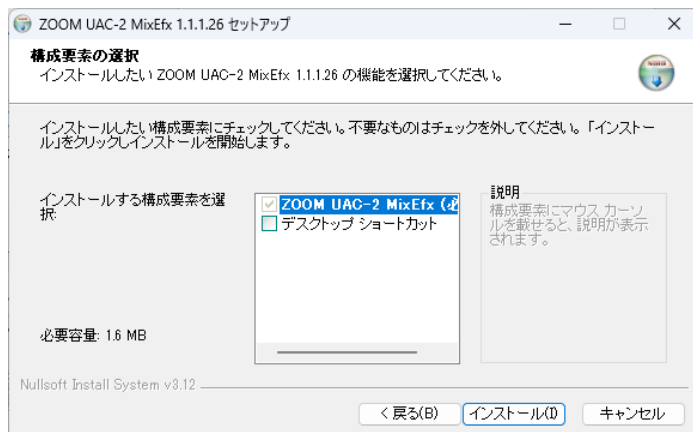 ZOOM UAC-2 MixEfx 1.1.1.26 セットアップ
構成要素の選択
インストールしたい ZOOM UAC-2 MixEfx 1.1.1.26 の機能を選択してください。
インストールしたい構成要素にチェックしてください。不要なものはチェックを外してください。 「インストー
ル」をクリックしインストールを開始します。
インストールする構成要素を選
択:
ZOOM UAC-2 MixEfx (必
デスクトップ ショートカット
説明
構成要素にマウス カーソ
ルを載せると、説明が表示
されます。
必要容量: 1.6 MB
Nullsoft Install System v3.12
< 戻る(B)
インストール(I)
キャンセル